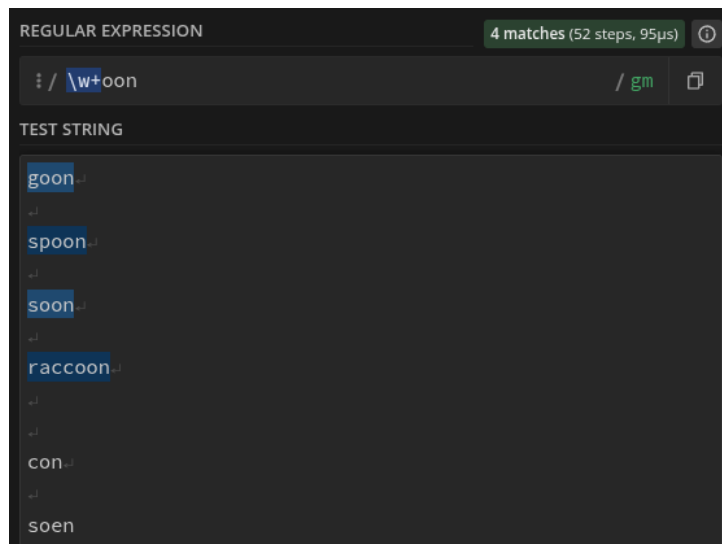 REGULAR EXPRESSION 4 matches (52 steps, 95μs)
/ \w+oon / gm
TEST STRING
goon↵
↵
spoon↵
↵
soon↵
↵
raccoon↵
↵
↵
con↵
↵
soen